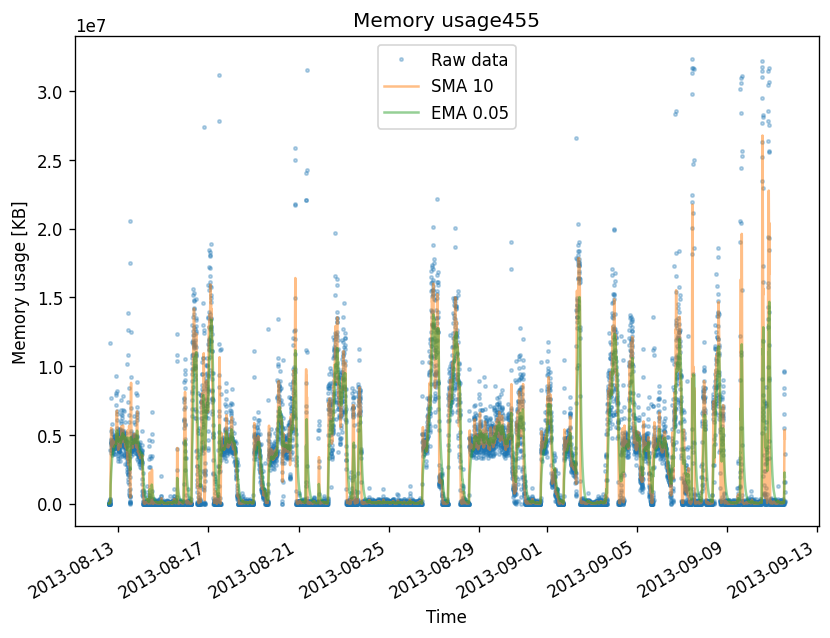 Memory usage455
1e7
Raw data
SMA 10
EMA 0.05
3.0
2.5
2.0
1.5
1.0
0.5
0.0
Memory usage [KB]
2013-08-13
2013-08-17
2013-08-21
2013-08-25
2013-08-29
2013-09-01
2013-09-05
2013-09-09
2013-09-13
Time